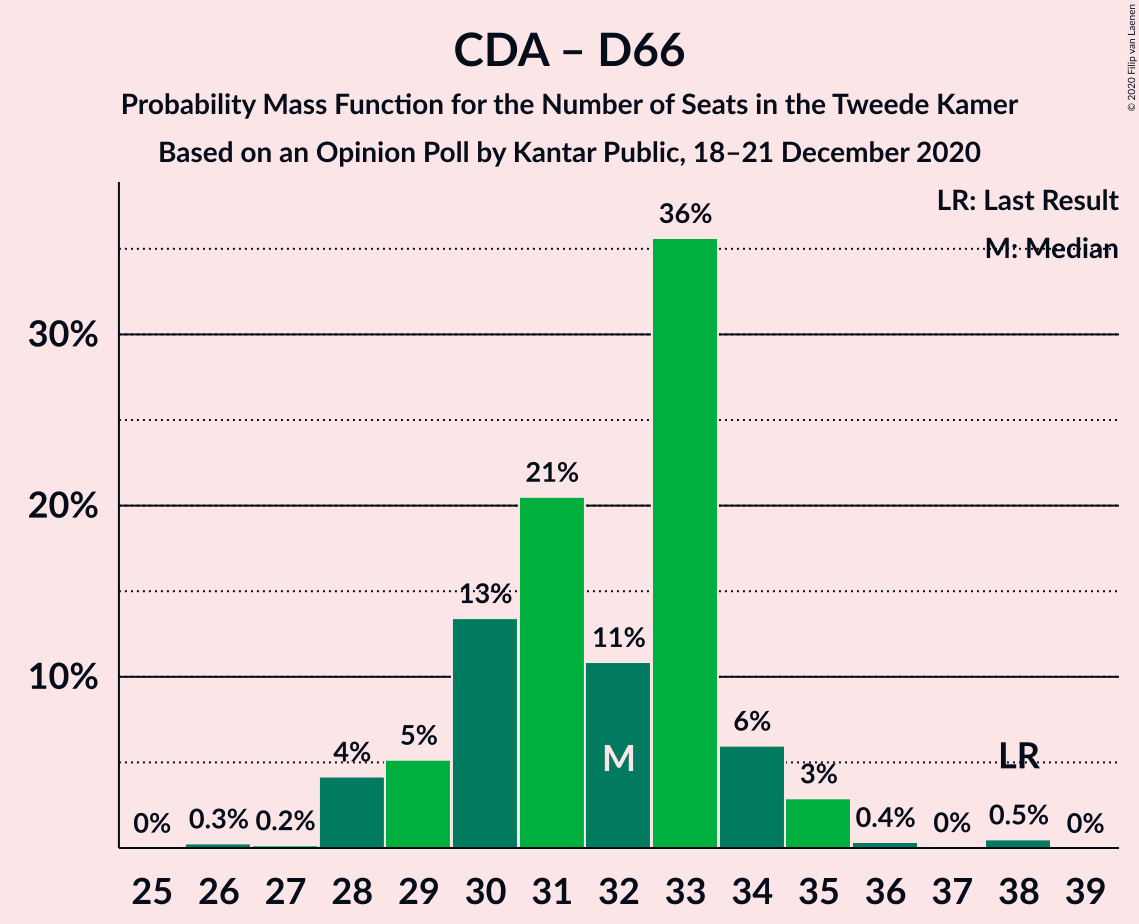 CDA – D66
Probability Mass Function for the Number of Seats in the Tweede Kamer
Based on an Opinion Poll by Kantar Public, 18–21 December 2020
© 2020 Filip van Laenen
LR: Last Result
M: Median
30%
20%
10%
0%
0.3%
0.2%
4%
5%
13%
21%
11%
36%
6%
3%
0.4%
0%
0.5%
0%
M
LR
25 26 27 28 29 30 31 32 33 34 35 36 37 38 39